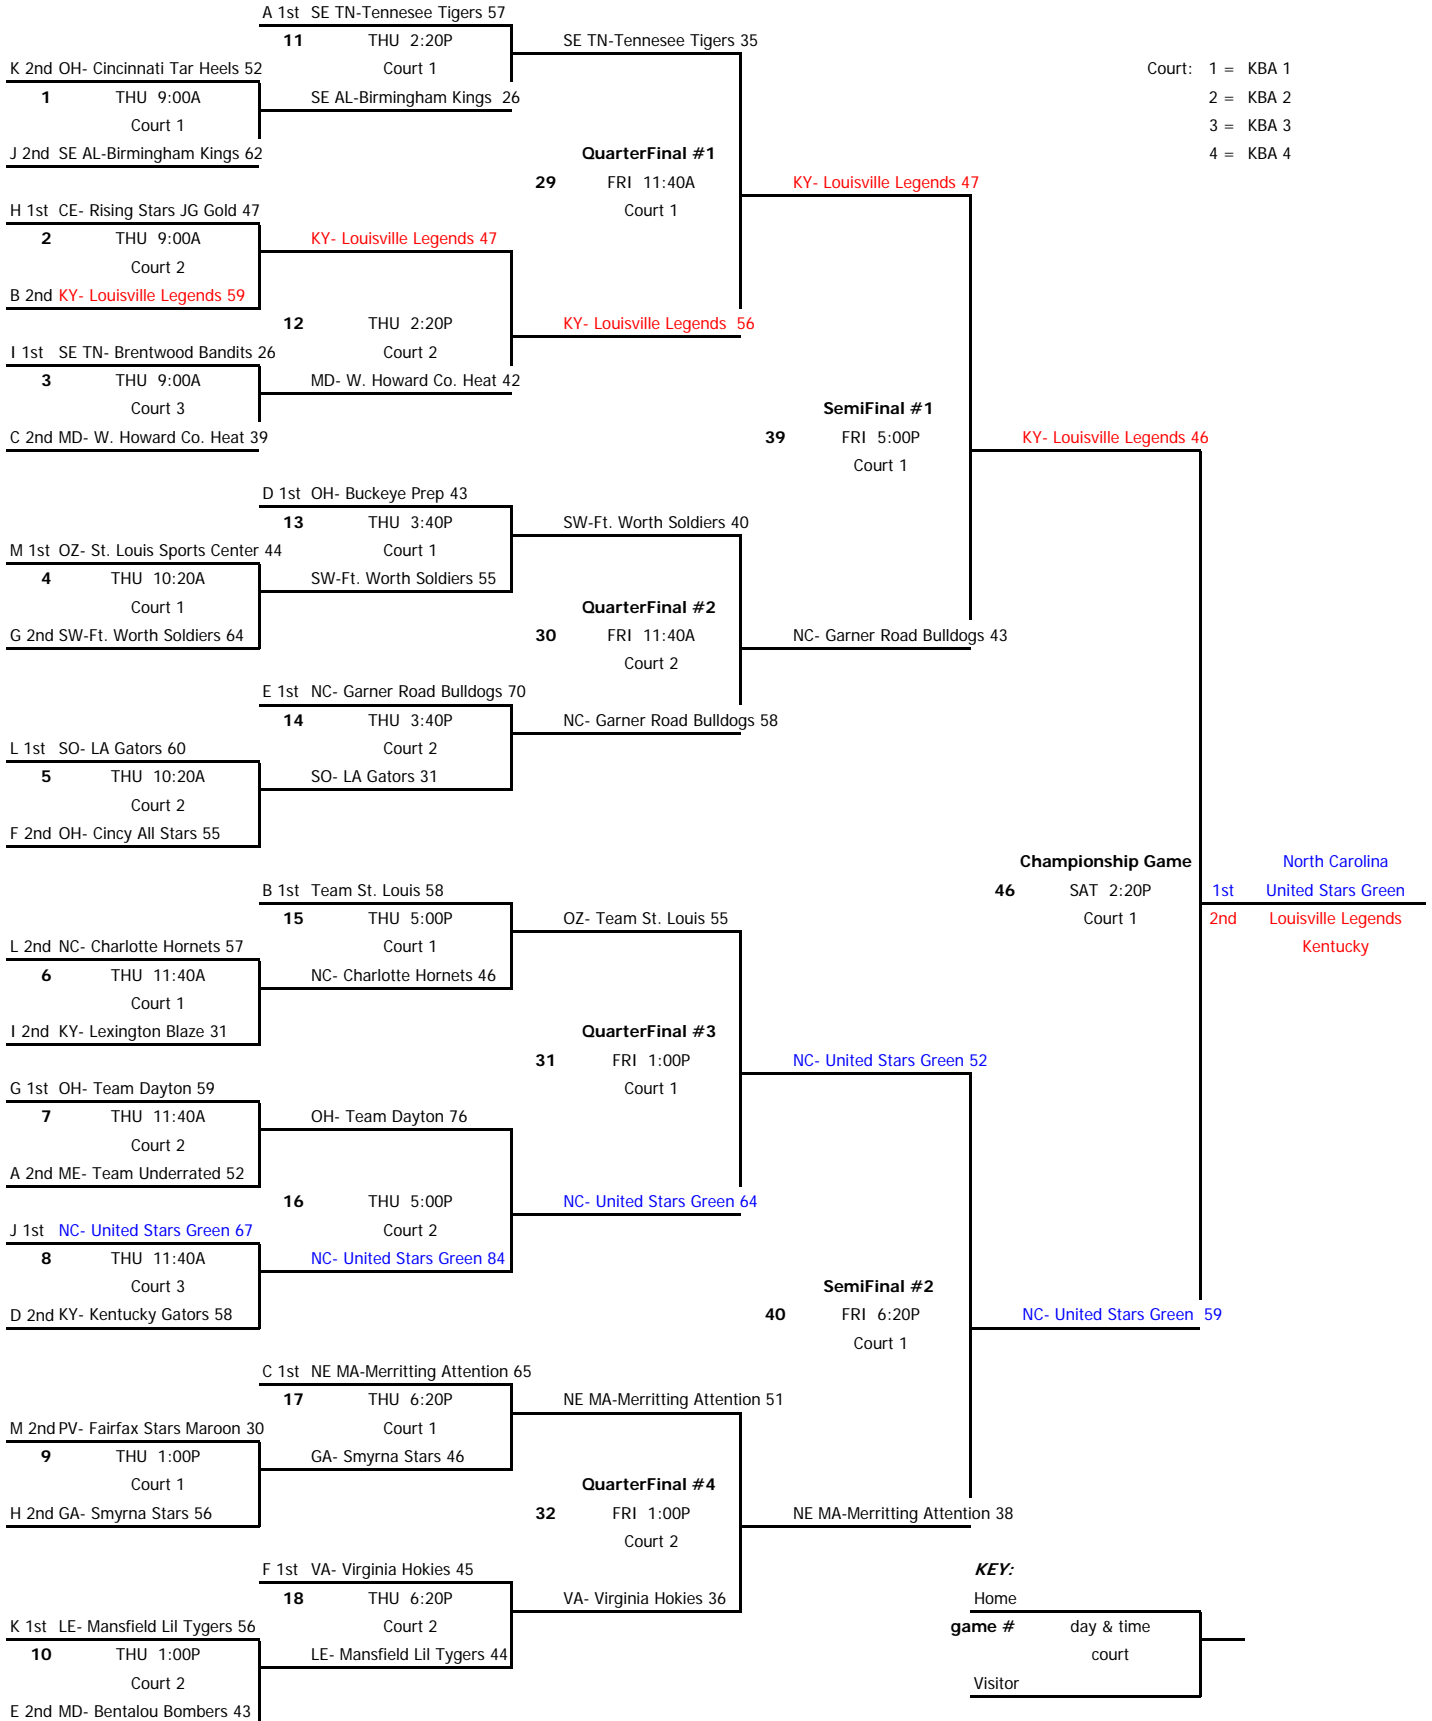 A 1st SE TN-Tennesee Tigers 57
11 THU 2:20P SE TN-Tennesee Tigers 35
K 2nd OH- Cincinnati Tar Heels 52 Court 1 Court: 1 = KBA 1
1 THU 9:00A SE AL-Birmingham Kings 26 2 = KBA 2
Court 1 3 = KBA 3
J 2nd SE AL-Birmingham Kings 62 QuarterFinal #1 4 = KBA 4
29 FRI 11:40A KY- Louisville Legends 47
H 1st CE- Rising Stars JG Gold 47 Court 1
2 THU 9:00A KY- Louisville Legends 47
Court 2
B 2nd KY- Louisville Legends 59
12 THU 2:20P KY- Louisville Legends 56
I 1st SE TN- Brentwood Bandits 26 Court 2
3 THU 9:00A MD- W. Howard Co. Heat 42
Court 3 SemiFinal #1
C 2nd MD- W. Howard Co. Heat 39 39 FRI 5:00P KY- Louisville Legends 46
Court 1
D 1st OH- Buckeye Prep 43
13 THU 3:40P SW-Ft. Worth Soldiers 40
M 1st OZ- St. Louis Sports Center 44 Court 1
4 THU 10:20A SW-Ft. Worth Soldiers 55
Court 1 QuarterFinal #2
G 2nd SW-Ft. Worth Soldiers 64 30 FRI 11:40A NC- Garner Road Bulldogs 43
Court 2
E 1st NC- Garner Road Bulldogs 70
14 THU 3:40P NC- Garner Road Bulldogs 58
L 1st SO- LA Gators 60 Court 2
5 THU 10:20A SO- LA Gators 31
Court 2
F 2nd OH- Cincy All Stars 55
Championship Game North Carolina
B 1st Team St. Louis 58 46 SAT 2:20P 1st United Stars Green
15 THU 5:00P OZ- Team St. Louis 55 Court 1 2nd Louisville Legends
L 2nd NC- Charlotte Hornets 57 Court 1 Kentucky
6 THU 11:40A NC- Charlotte Hornets 46
Court 1
I 2nd KY- Lexington Blaze 31 QuarterFinal #3
31 FRI 1:00P NC- United Stars Green 52
G 1st OH- Team Dayton 59 Court 1
7 THU 11:40A OH- Team Dayton 76
Court 2
A 2nd ME- Team Underrated 52
16 THU 5:00P NC- United Stars Green 64
J 1st NC- United Stars Green 67 Court 2
8 THU 11:40A NC- United Stars Green 84
Court 3 SemiFinal #2
D 2nd KY- Kentucky Gators 58 40 FRI 6:20P NC- United Stars Green 59
Court 1
C 1st NE MA-Merritting Attention 65
17 THU 6:20P NE MA-Merritting Attention 51
M 2nd PV- Fairfax Stars Maroon 30 Court 1
9 THU 1:00P GA- Smyrna Stars 46
Court 1 QuarterFinal #4
H 2nd GA- Smyrna Stars 56 32 FRI 1:00P NE MA-Merritting Attention 38
Court 2
F 1st VA- Virginia Hokies 45 KEY:
18 THU 6:20P VA- Virginia Hokies 36 Home
K 1st LE- Mansfield Lil Tygers 56 Court 2 game # day & time
10 THU 1:00P LE- Mansfield Lil Tygers 44 court
Court 2 Visitor
E 2nd MD- Bentalou Bombers 43